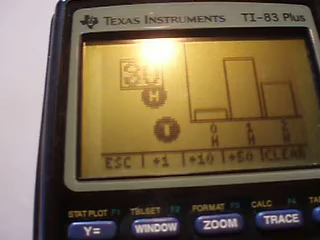 TEXAS INSTRUMENTS TI-83 Plus
30
H
T
0 1 2
H H H
ESC +1 +10 +50 CLEAR
STAT PLOT F1 TBLSET F2 FORMAT F3 CALC F4
Y= WINDOW ZOOM TRACE